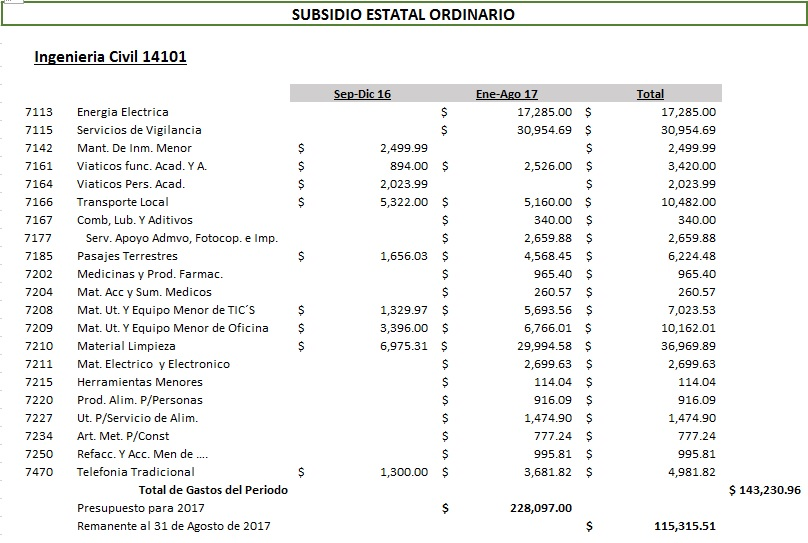 SUBSIDIO ESTATAL ORDINARIO
Ingenieria Civil 14101
Sep-Dic 16 Ene-Ago 17 Total
7113 Energia Electrica $ 17,285.00 $ 17,285.00
7115 Servicios de Vigilancia $ 30,954.69 $ 30,954.69
7142 Mant. De Inm. Menor $ 2,499.99 $ 2,499.99
7161 Viaticos func. Acad. Y A. $ 894.00 $ 2,526.00 $ 3,420.00
7164 Viaticos Pers. Acad. $ 2,023.99 $ 2,023.99
7166 Transporte Local $ 5,322.00 $ 5,160.00 $ 10,482.00
7167 Comb, Lub. Y Aditivos $ 340.00 $ 340.00
7177 Serv. Apoyo Admvo, Fotocop. e Imp. $ 2,659.88 $ 2,659.88
7185 Pasajes Terrestres $ 1,656.03 $ 4,568.45 $ 6,224.48
7202 Medicinas y Prod. Farmac. $ 965.40 $ 965.40
7204 Mat. Acc y Sum. Medicos $ 260.57 $ 260.57
7208 Mat. Ut. Y Equipo Menor de TIC´S $ 1,329.97 $ 5,693.56 $ 7,023.53
7209 Mat. Ut. Y Equipo Menor de Oficina $ 3,396.00 $ 6,766.01 $ 10,162.01
7210 Material Limpieza $ 6,975.31 $ 29,994.58 $ 36,969.89
7211 Mat. Electrico y Electronico $ 2,699.63 $ 2,699.63
7215 Herramientas Menores $ 114.04 $ 114.04
7220 Prod. Alim. P/Personas $ 916.09 $ 916.09
7227 Ut. P/Servicio de Alim. $ 1,474.90 $ 1,474.90
7234 Art. Met. P/Const $ 777.24 $ 777.24
7250 Refacc. Y Acc. Men de .... $ 995.81 $ 995.81
7470 Telefonia Tradicional $ 1,300.00 $ 3,681.82 $ 4,981.82
Total de Gastos del Periodo $ 143,230.96
Presupuesto para 2017 $ 228,097.00
Remanente al 31 de Agosto de 2017 $ 115,315.51